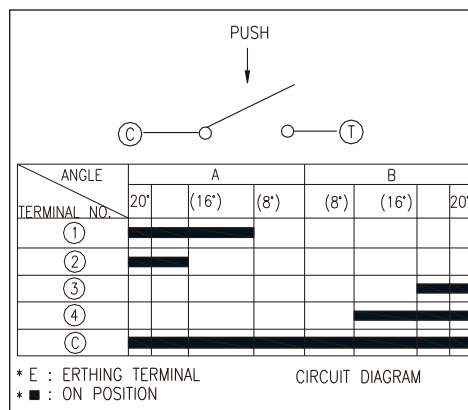 PUSH
C T
ANGLE A B
20° (16°) (8°) (8°) (16°) 20°
TERMINAL NO.
1
2
3
4
C
* E : ERTHING TERMINAL CIRCUIT DIAGRAM
* ■ : ON POSITION